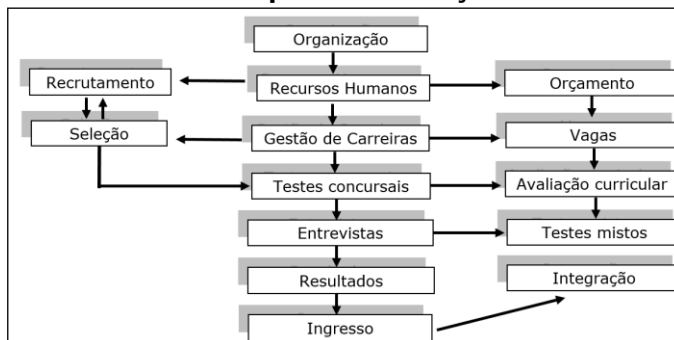 Organização
Recrutamento
Recursos Humanos
Orçamento
Seleção
Gestão de Carreiras
Vagas
Testes concursais
Avaliação curricular
Entrevistas
Testes mistos
Resultados
Integração
Ingresso